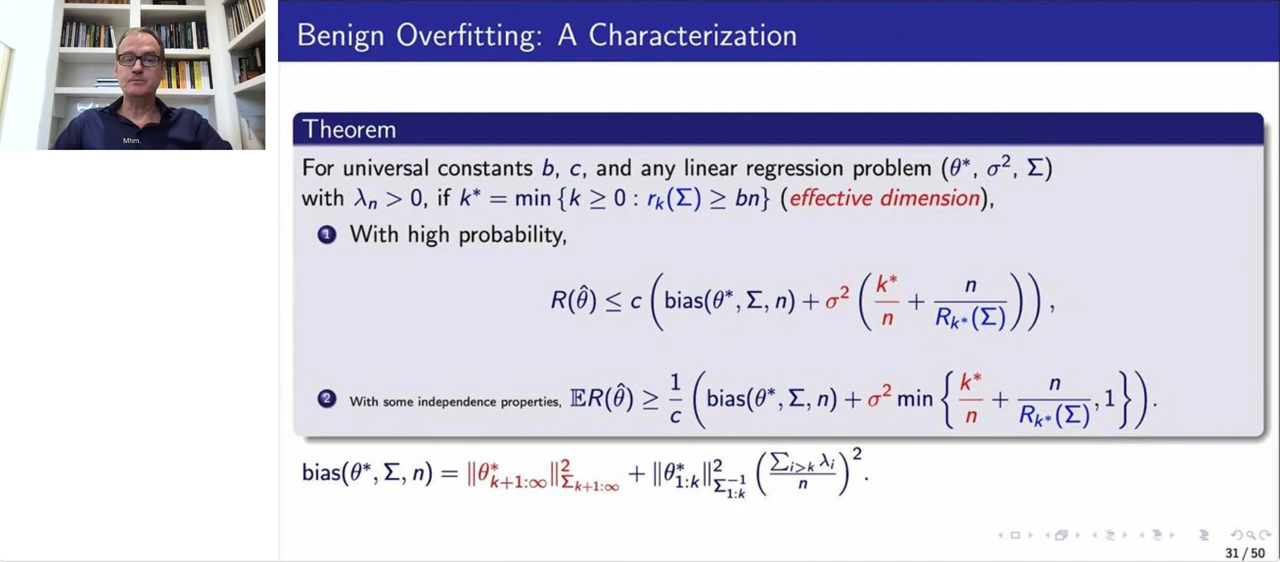 Benign Overfitting: A Characterization
Theorem
For universal constants b, c, and any linear regression problem (θ*, σ², Σ)
with λₙ > 0, if k* = min {k ≥ 0 : rₖ(Σ) ≥ bn} (effective dimension),
1 With high probability,
R(θ̂) ≤ c (bias(θ*, Σ, n) + σ² (k*/n + n/R_{k*}(Σ))),
2 With some independence properties, 𝔼R(θ̂) ≥ 1/c (bias(θ*, Σ, n) + σ² min {k*/n + n/R_{k*}(Σ), 1}).
bias(θ*, Σ, n) = ‖θ*_{k+1:∞}‖²_{Σ_{k+1:∞}} + ‖θ*_{1:k}‖²_{Σ⁻¹_{1:k}} (Σ_{i>k} λᵢ / n)².
31 / 50